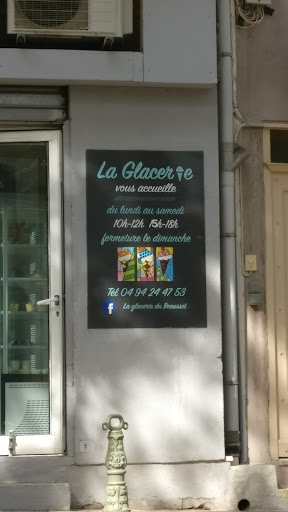 La Glacerie
vous accueille
du lundi au samedi
10h-12h 15h-18h
fermeture le dimanche
Tél 04 94 24 47 53
f La glacerie du Beausset